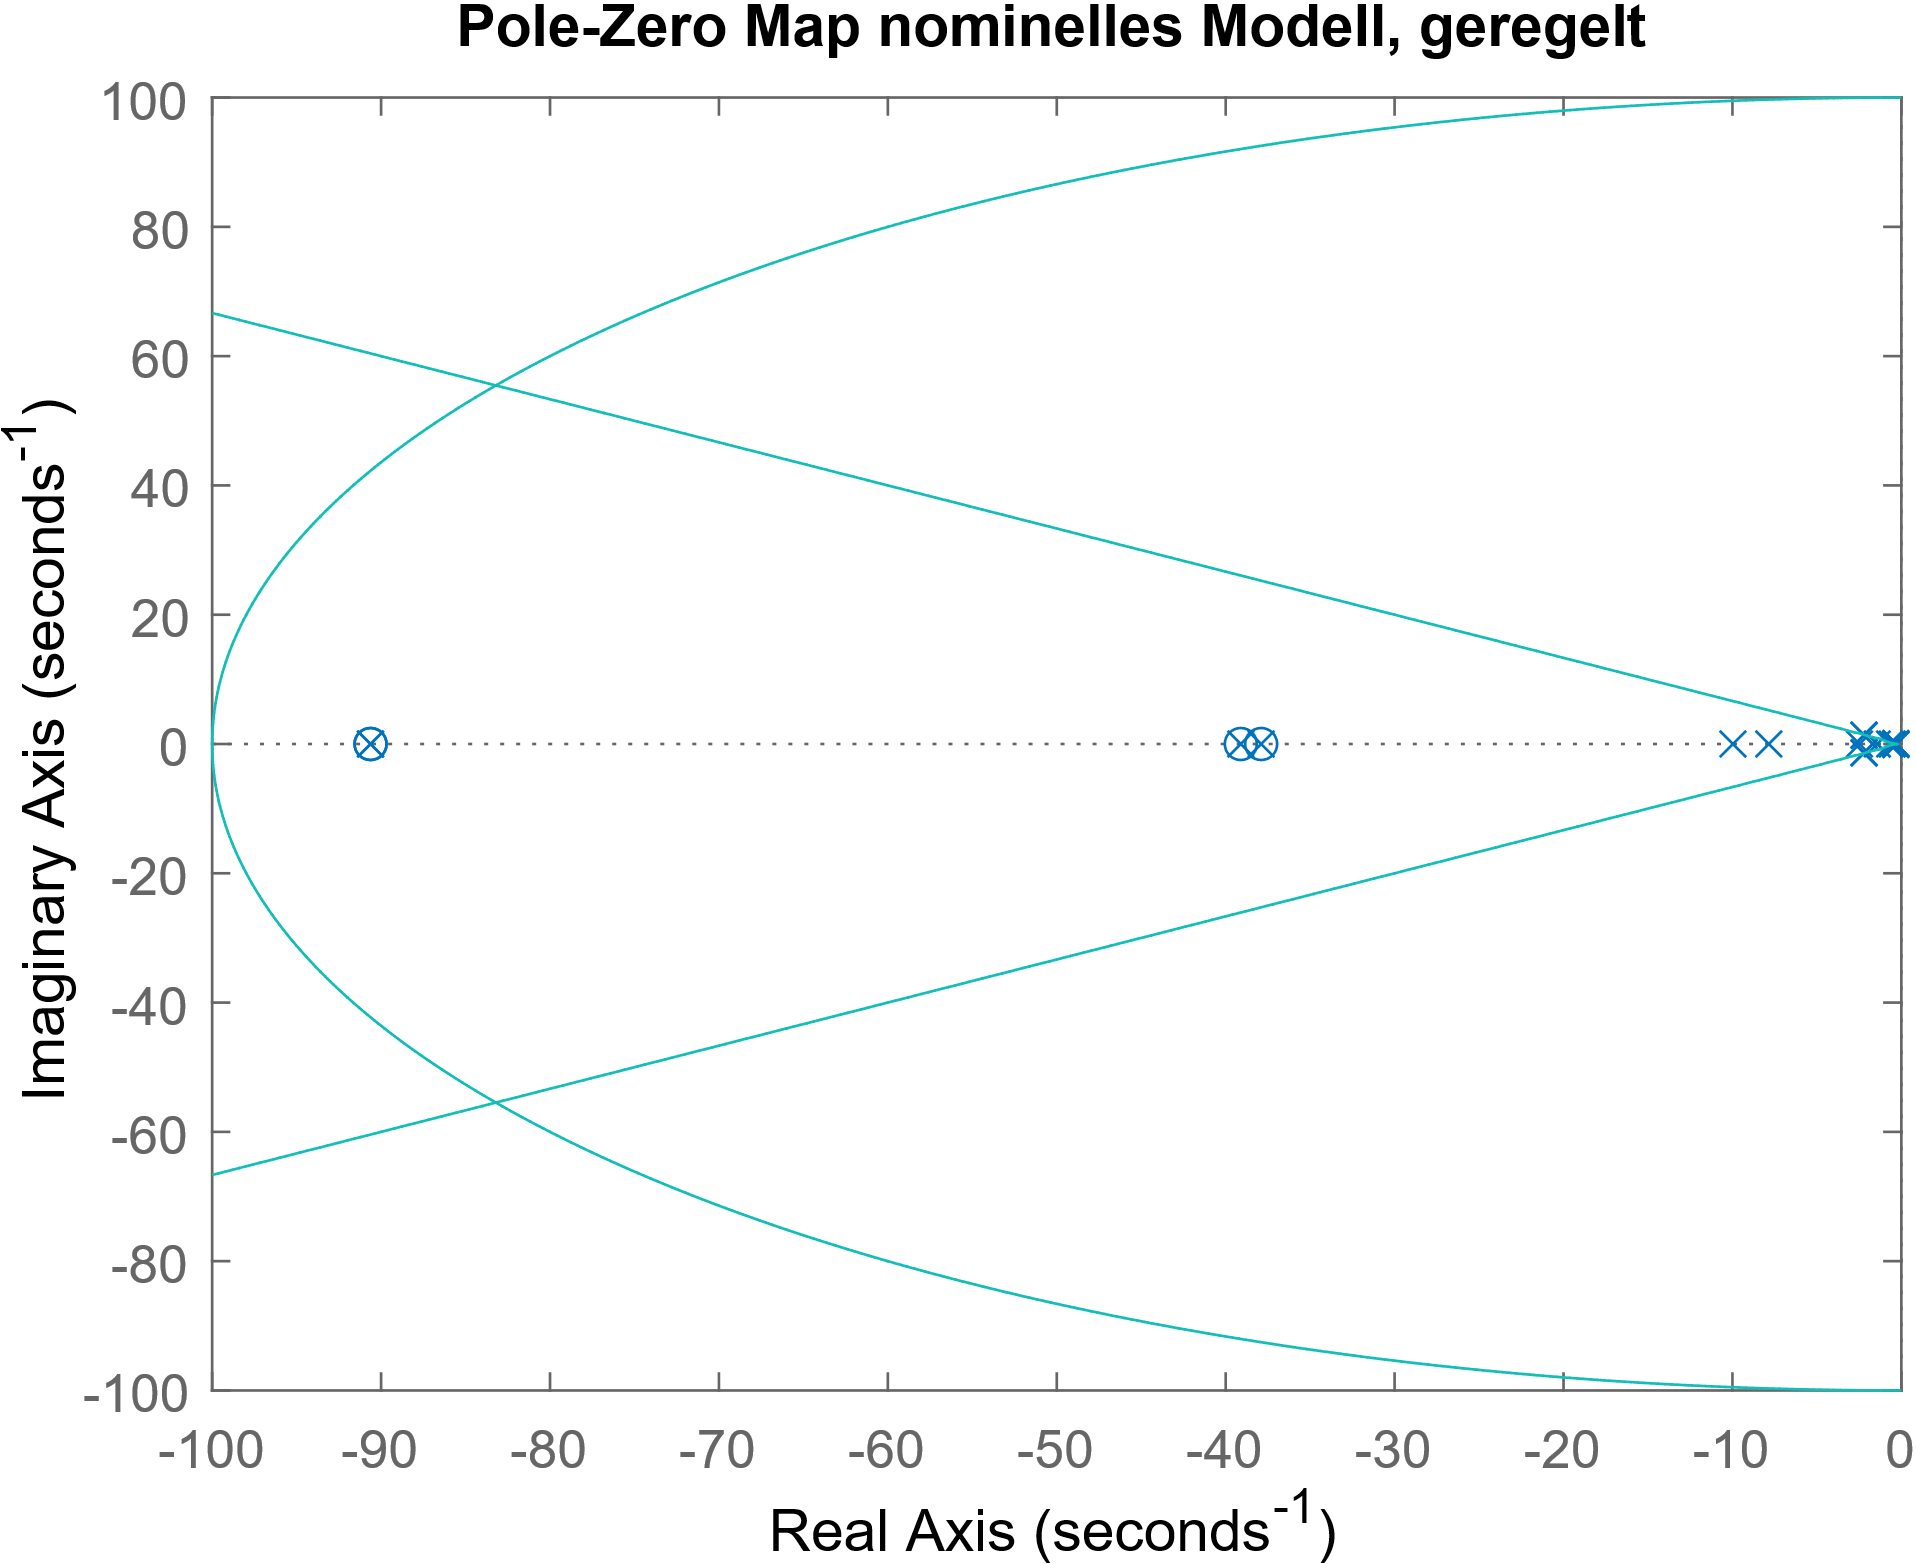 Pole-Zero Map nominelles Modell, geregelt
100
80
60
40
20
0
-20
-40
-60
-80
-100
Imaginary Axis (seconds-1)
-100 -90 -80 -70 -60 -50 -40 -30 -20 -10 0
Real Axis (seconds-1)